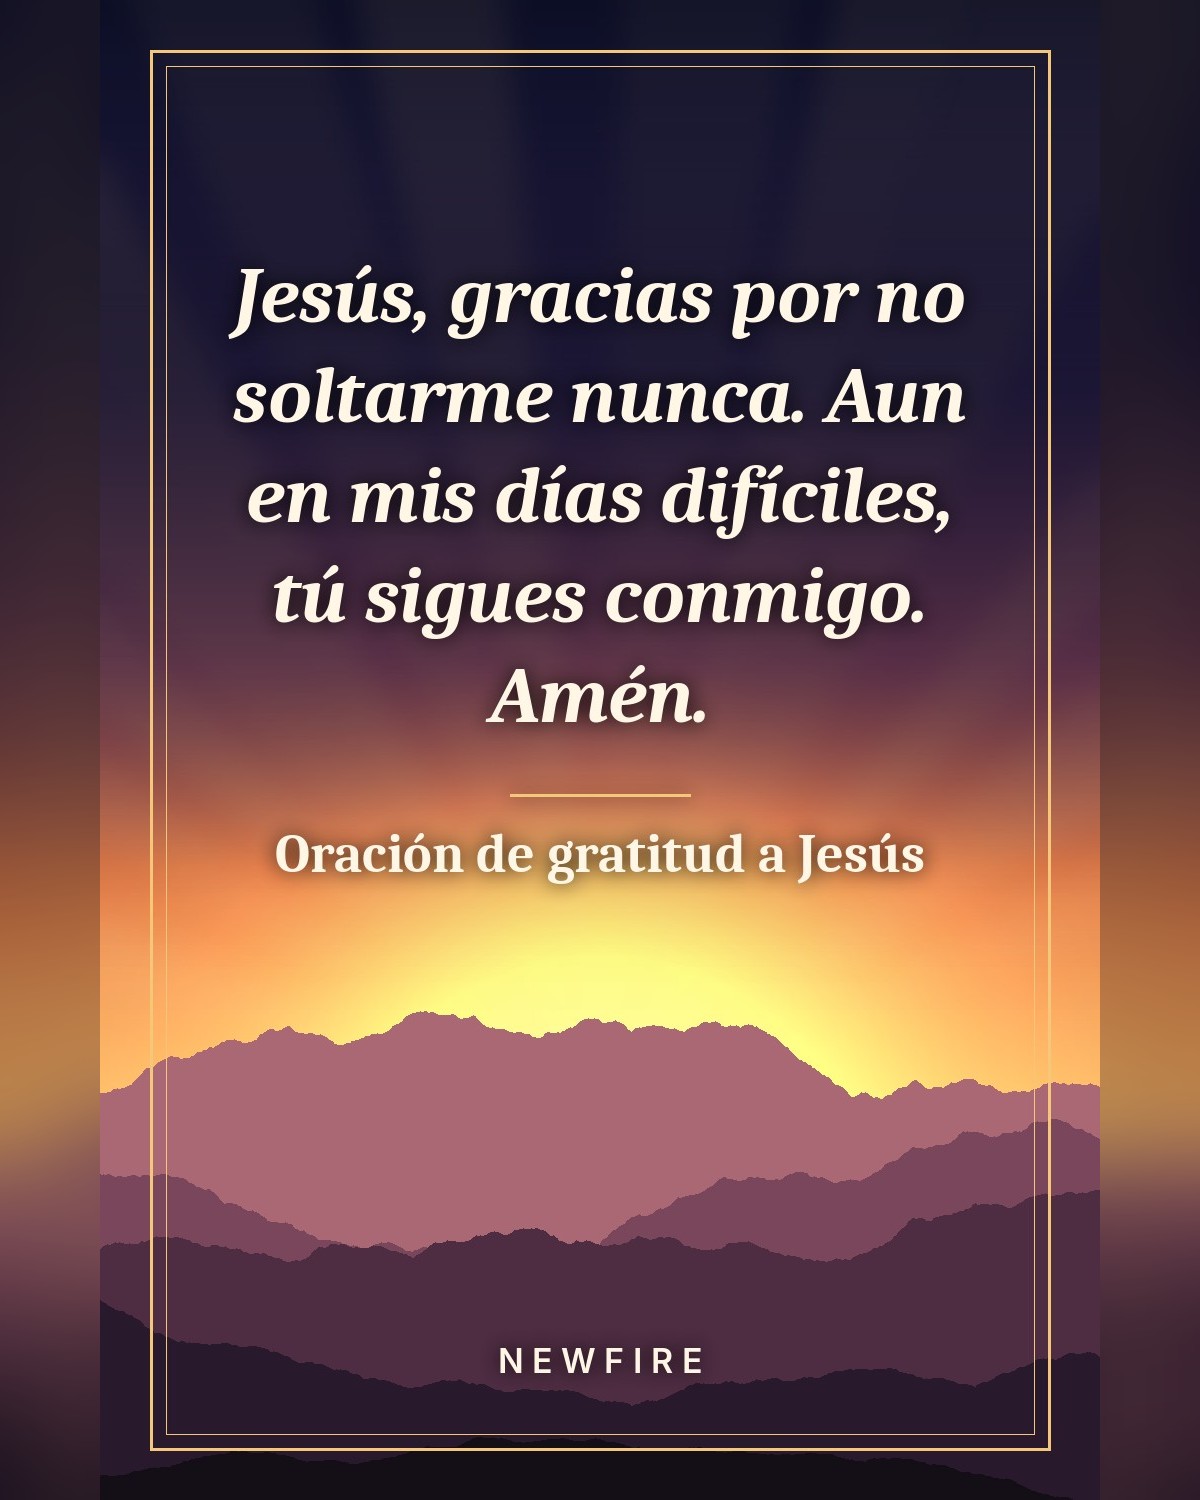 Jesús, gracias por no
soltarme nunca. Aun
en mis días difíciles,
tú sigues conmigo.
Amén.
Oración de gratitud a Jesús
NEWFIRE